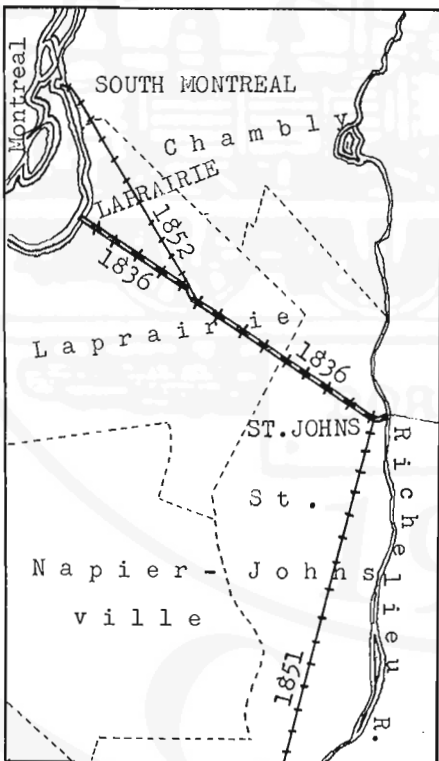 Montreal
SOUTH MONTREAL
Chambly
LAPRAIRIE
1852
1836
Laprairie
1836
ST.JOHNS
Richelieu R.
St.
Napier- Johns
ville
1851